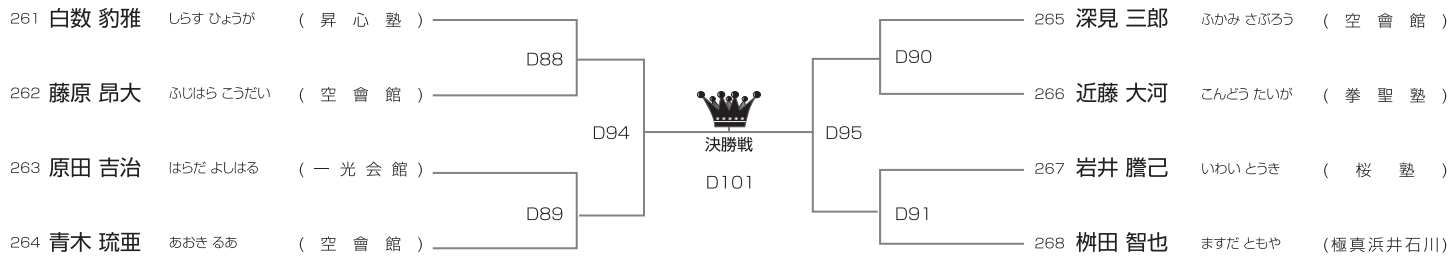 261 白数 豹雅 しらす ひょうが (昇心塾)
D88
262 藤原 昂大 ふじはら こうだい (空會館)
D94
263 原田 吉治 はらだ よしはる (一光会館)
D89
264 青木 琉亜 あおき るあ (空會館)
決勝戦
D101
265 深見 三郎 ふかみ さぶろう (空會館)
D90
266 近藤 大河 こんどう たいが (拳聖塾)
D95
267 岩井 謄己 いわい とうき (桜塾)
D91
268 桝田 智也 ますだ ともや (極真浜井石川)